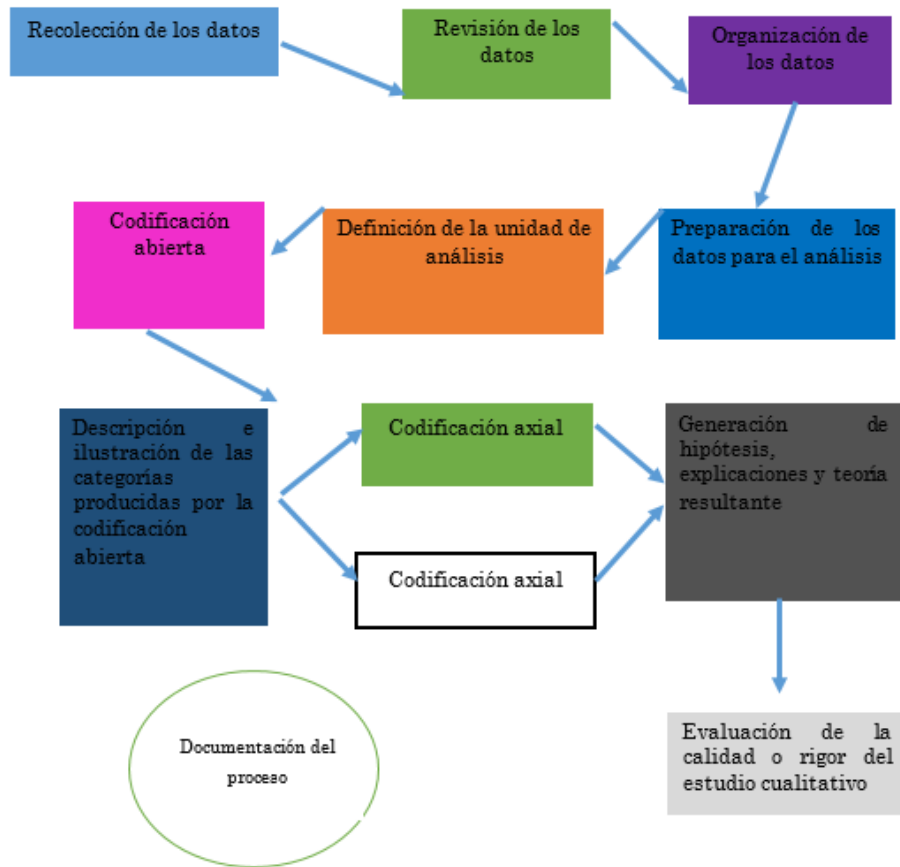 Recolección de los datos
Revisión de los
datos
Organización de
los datos
Codificación
abierta
Definición de la unidad de
análisis
Preparación de los
datos para el análisis
Descripción e
ilustración de las
categorías
producidas por la
codificación
abierta
Codificación axial
Codificación axial
Generación de
hipótesis,
explicaciones y teoría
resultante
Documentación del
proceso
Evaluación de la
calidad o rigor del
estudio cualitativo